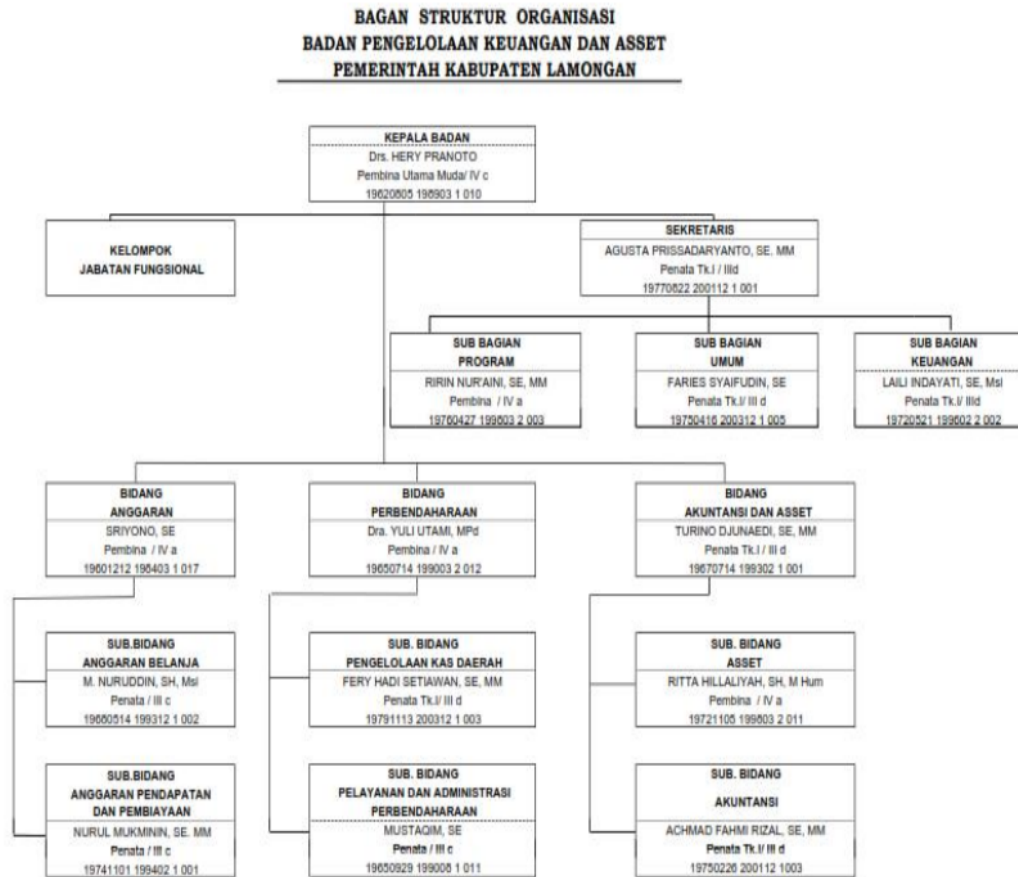 BAGAN STRUKTUR ORGANISASI
BADAN PENGELOLAAN KEUANGAN DAN ASSET
PEMERINTAH KABUPATEN LAMONGAN
KEPALA BADAN
Drs. HERY PRANOTO
Pembina Utama Muda/ IV c
19620805 198903 1 010
KELOMPOK
JABATAN FUNGSIONAL
SEKRETARIS
AGUSTA PRISSADARYANTO, SE. MM
Penata Tk.I / IIId
19770822 200112 1 001
SUB BAGIAN
PROGRAM
RIRIN NUR'AINI, SE, MM
Pembina / IV a
19760427 199603 2 003
SUB BAGIAN
UMUM
FARIES SYAIFUDIN, SE
Penata Tk.I/ III d
19750416 200312 1 005
SUB BAGIAN
KEUANGAN
LAILI INDAYATI, SE, Msi
Penata Tk.I/ IIId
19720521 199602 2 002
BIDANG
ANGGARAN
SRIYONO, SE
Pembina / IV a
19601212 198403 1 017
BIDANG
PERBENDAHARAAN
Dra. YULI UTAMI, MPd
Pembina / IV a
19650714 199003 2 012
BIDANG
AKUNTANSI DAN ASSET
TURINO DJUNAEDI, SE, MM
Penata Tk.I / III d
19670714 199302 1 001
SUB.BIDANG
ANGGARAN BELANJA
M. NURUDDIN, SH, Msi
Penata / III c
19660514 199312 1 002
SUB. BIDANG
PENGELOLAAN KAS DAERAH
FERY HADI SETIAWAN, SE, MM
Penata Tk.I/ III d
19791113 200312 1 003
SUB. BIDANG
ASSET
RITTA HILLALIYAH, SH, M Hum
Pembina / IV a
19721105 199803 2 011
SUB.BIDANG
ANGGARAN PENDAPATAN
DAN PEMBIAYAAN
NURUL MUKMININ, SE. MM
Penata / III c
19741101 199402 1 001
SUB. BIDANG
PELAYANAN DAN ADMINISTRASI
PERBENDAHARAAN
MUSTAQIM, SE
Penata / III c
19650929 199008 1 011
SUB. BIDANG
AKUNTANSI
ACHMAD FAHMI RIZAL, SE, MM
Penata Tk.I/ III d
19750226 200112 1003